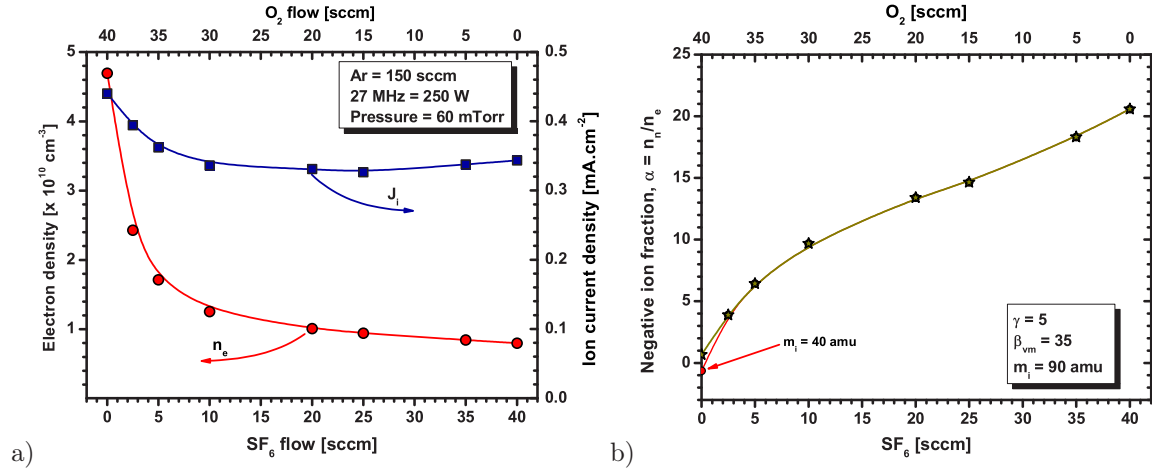 O2 flow [sccm]
40 35 30 25 20 15 10 5 0
5
4
3
2
1
0.5
0.4
0.3
0.2
0.1
0.0
Electron density [x 10^10 cm^-3]
Ion current density [mA.cm^-2]
Ar = 150 sccm
27 MHz = 250 W
Pressure = 60 mTorr
Ji
ne
0 5 10 15 20 25 30 35 40
SF6 flow [sccm]
a)
O2 [sccm]
40 35 30 25 20 15 10 5 0
25
20
15
10
5
0
Negative ion fraction, α = nn/ne
mi = 40 amu
γ = 5
βvm = 35
mi = 90 amu
0 5 10 15 20 25 30 35 40
SF6 [sccm]
b)